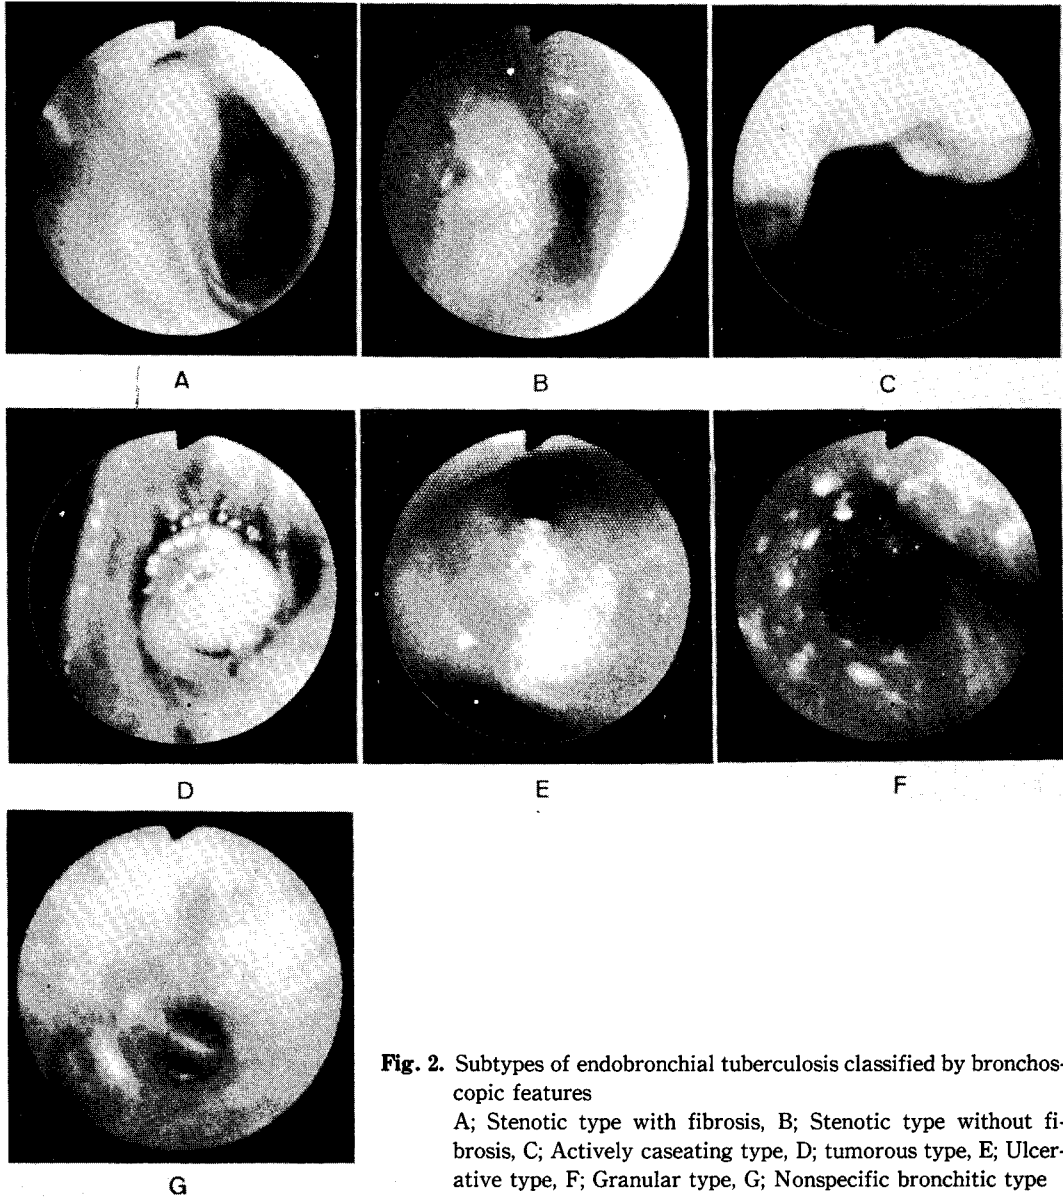 A
B
C
D
E
F
G
Fig. 2. Subtypes of endobronchial tuberculosis classified by bronchos-
copic features
A; Stenotic type with fibrosis, B; Stenotic type without fi-
brosis, C; Actively caseating type, D; tumorous type, E; Ulcer-
ative type, F; Granular type, G; Nonspecific bronchitic type